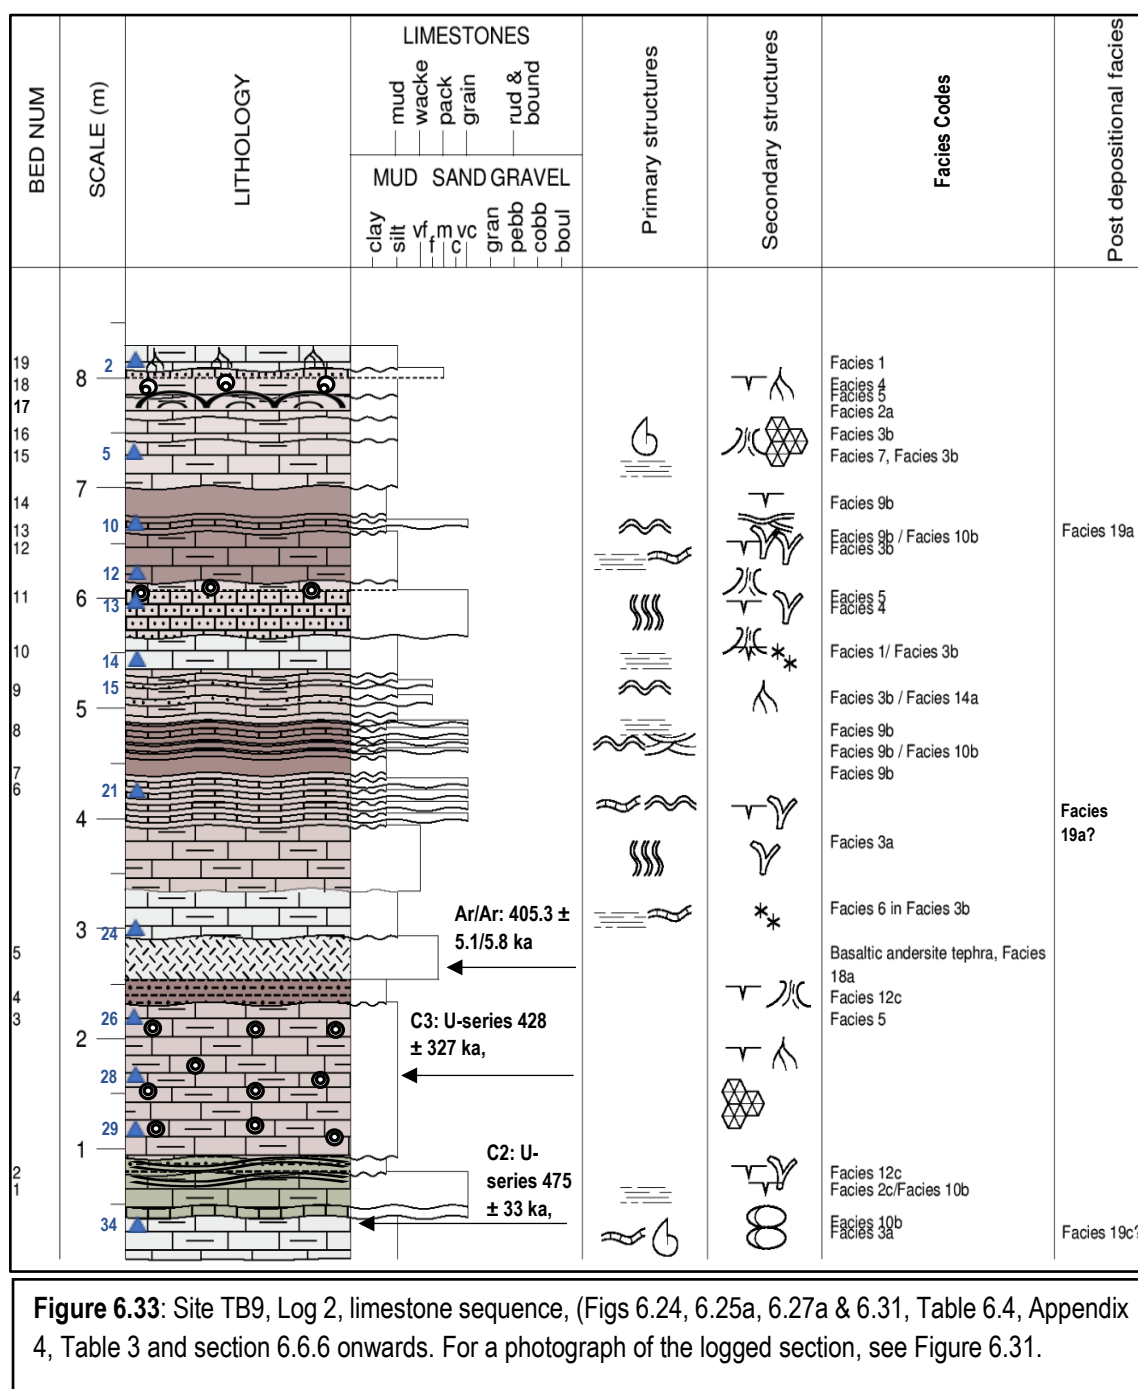 BED NUM
SCALE (m)
LITHOLOGY
LIMESTONES
mud
wacke
pack
grain
rud &
bound
MUD SAND GRAVEL
clay
silt
vf
f
m
c
vc
gran
pebb
cobb
boul
Primary structures
Secondary structures
Facies Codes
Post depositional facies
19
2
Facies 1
18
8
Facies 4
Facies 5
17
Facies 2a
16
Facies 3b
15
5
Facies 7, Facies 3b
7
14
Facies 9b
13
10
Facies 9b / Facies 10b
Facies 19a
12
Facies 3b
12
11
6
13
Facies 5
Facies 4
10
14
Facies 1/ Facies 3b
9
15
Facies 3b / Facies 14a
5
8
Facies 9b
Facies 9b / Facies 10b
7
Facies 9b
6
21
4
Facies
19a?
Facies 3a
Facies 6 in Facies 3b
3
24
Ar/Ar: 405.3 ±
5.1/5.8 ka
5
Basaltic andersite tephra, Facies
18a
4
Facies 12c
3
26
Facies 5
2
C3: U-series 428
± 327 ka,
28
29
1
C2: U-
series 475
± 33 ka,
2
Facies 12c
1
Facies 2c/Facies 10b
34
Facies 10b
Facies 3a
Facies 19c?
Figure 6.33: Site TB9, Log 2, limestone sequence, (Figs 6.24, 6.25a, 6.27a & 6.31, Table 6.4, Appendix
4, Table 3 and section 6.6.6 onwards. For a photograph of the logged section, see Figure 6.31.